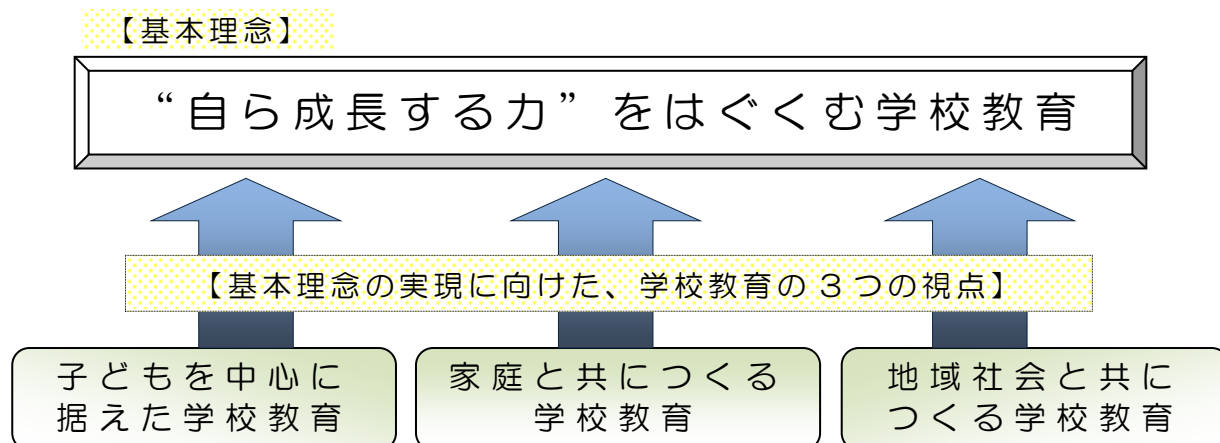 【基本理念】
“自ら成長する力”をはぐくむ学校教育
【基本理念の実現に向けた、学校教育の3つの視点】
子どもを中心に
据えた学校教育
家庭と共につくる
学校教育
地域社会と共に
つくる学校教育